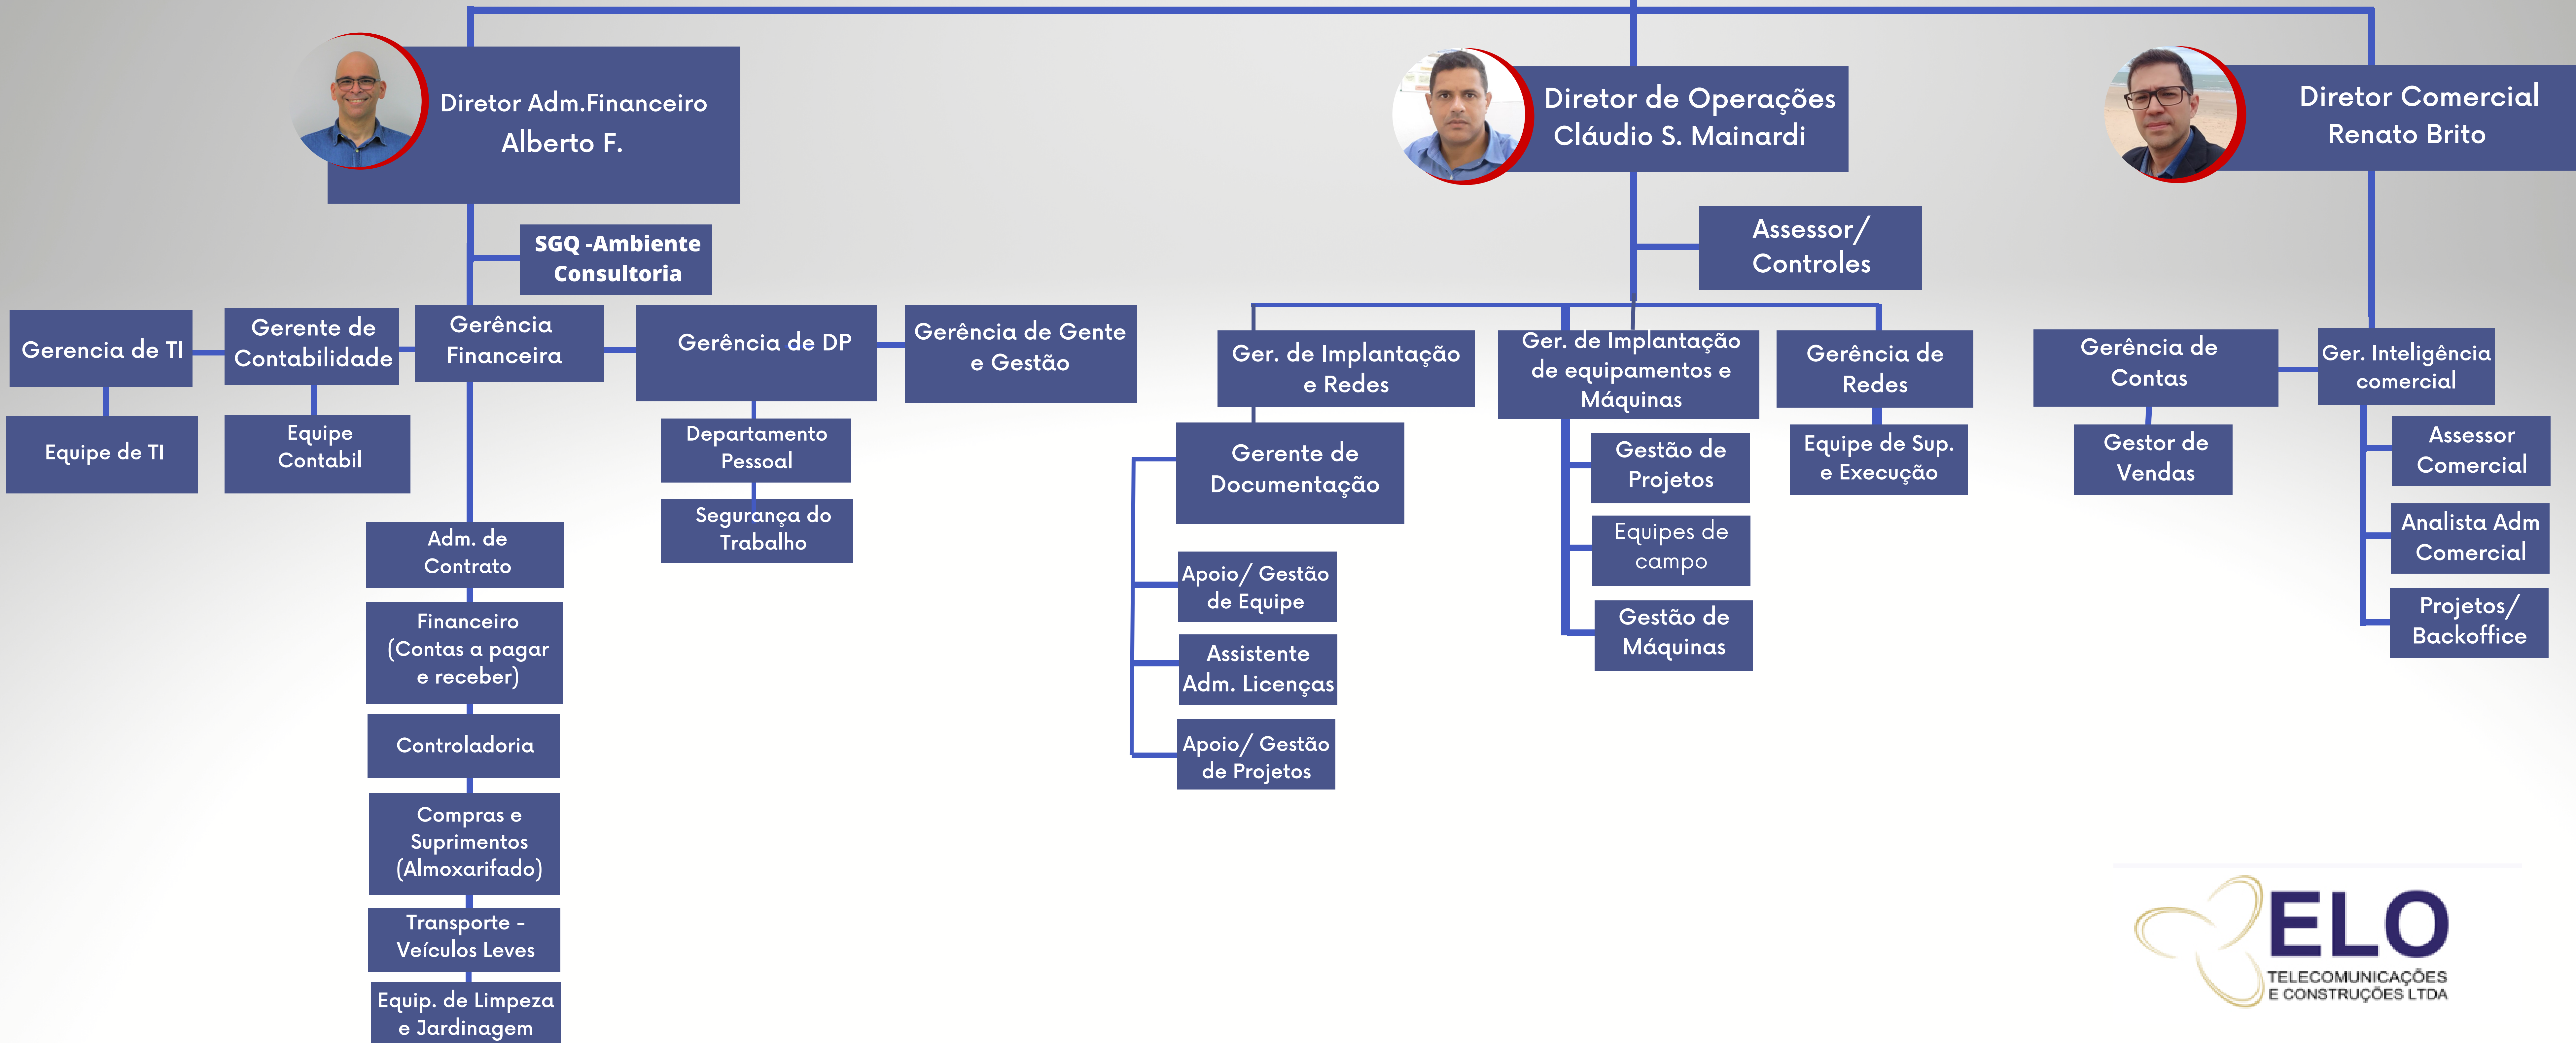 Diretor Adm.Financeiro
Alberto F.
Diretor de Operações
Cláudio S. Mainardi
Diretor Comercial
Renato Brito
SGQ -Ambiente
Consultoria
Assessor/
Controles
Gerencia de TI
Gerente de
Contabilidade
Gerência
Financeira
Gerência de DP
Gerência de Gente
e Gestão
Ger. de Implantação
e Redes
Ger. de Implantação
de equipamentos e
Máquinas
Gerência de
Redes
Gerência de
Contas
Ger. Inteligência
comercial
Equipe de TI
Equipe
Contabil
Departamento
Pessoal
Segurança do
Trabalho
Adm. de
Contrato
Financeiro
(Contas a pagar
e receber)
Controladoria
Compras e
Suprimentos
(Almoxarifado)
Transporte -
Veículos Leves
Equip. de Limpeza
e Jardinagem
Gerente de
Documentação
Apoio/ Gestão
de Equipe
Assistente
Adm. Licenças
Apoio/ Gestão
de Projetos
Gestão de
Projetos
Equipes de
campo
Gestão de
Máquinas
Equipe de Sup.
e Execução
Gestor de
Vendas
Assessor
Comercial
Analista Adm
Comercial
Projetos/
Backoffice
ELO
TELECOMUNICAÇÕES
E CONSTRUÇÕES LTDA